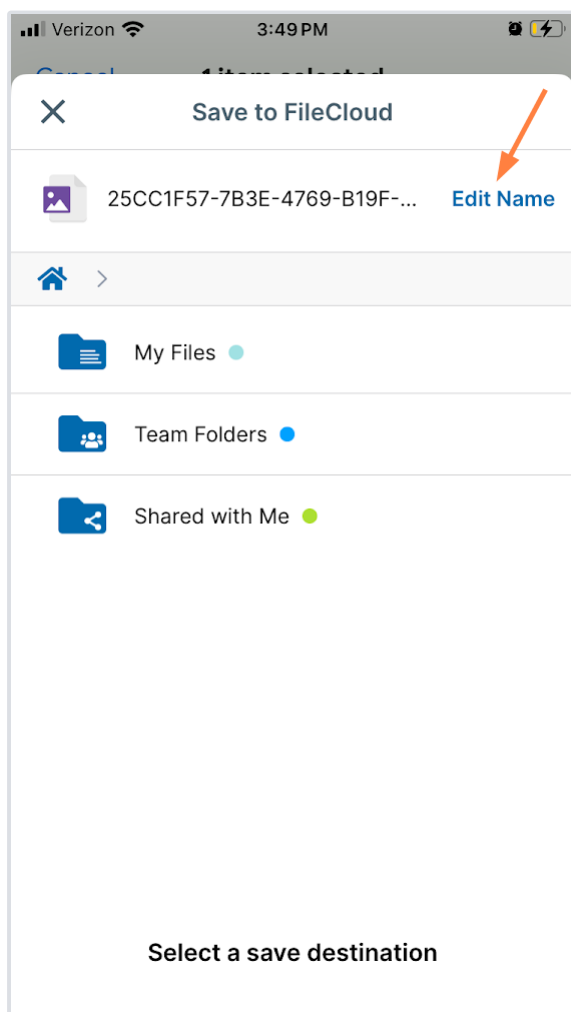 Verizon 3:49 PM
Save to FileCloud
25CC1F57-7B3E-4769-B19F-... Edit Name
My Files
Team Folders
Shared with Me
Select a save destination